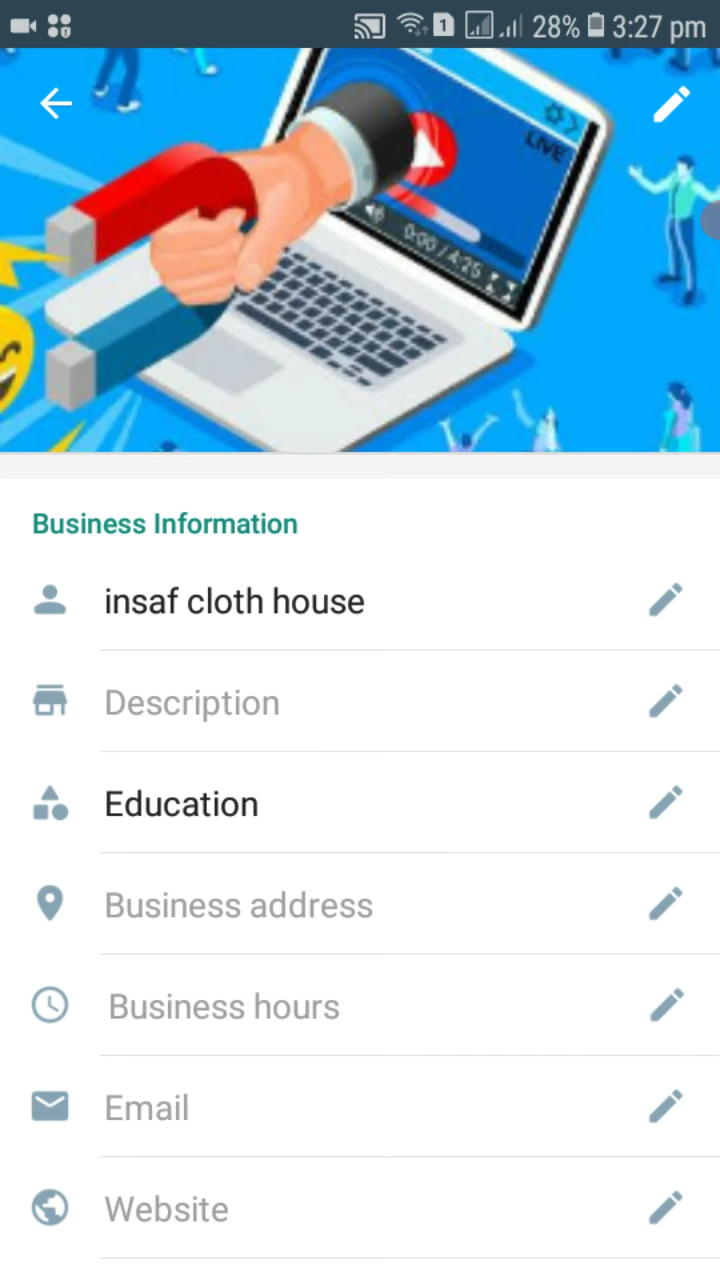 1 28% 3:27 pm
LIVE
0:00 / 4:25
Business Information
insaf cloth house
Description
Education
Business address
Business hours
Email
Website